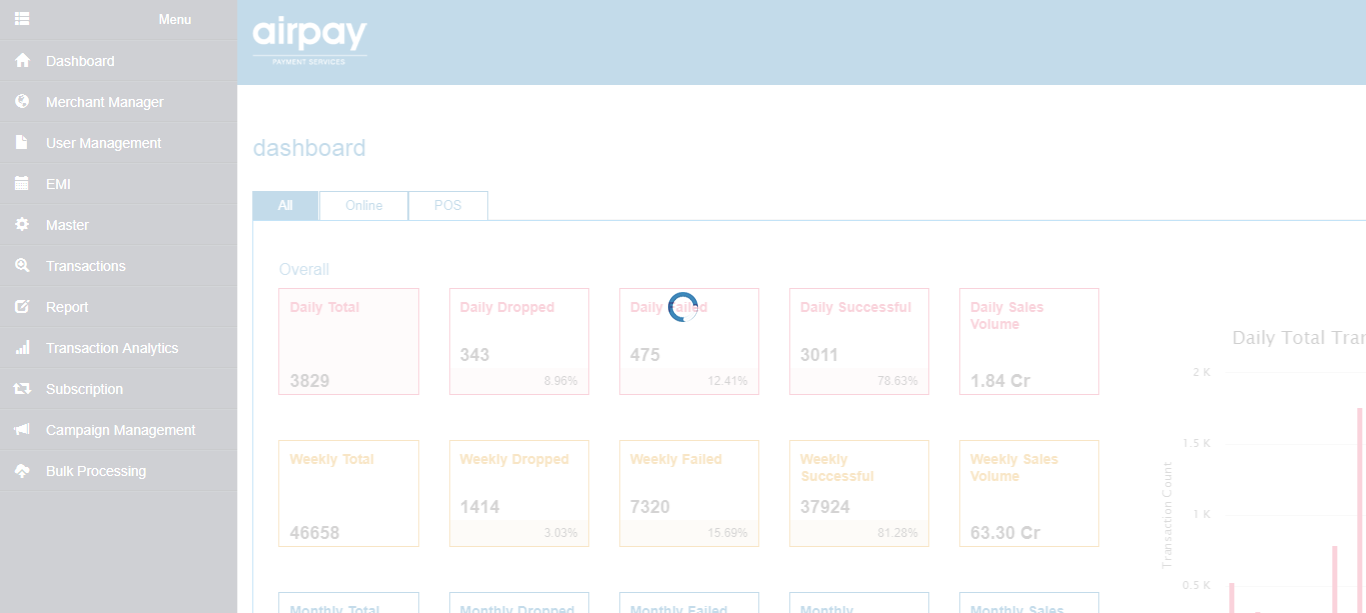 Menu
Dashboard
Merchant Manager
User Management
EMI
Master
Transactions
Report
Transaction Analytics
Subscription
Campaign Management
Bulk Processing
airpay
PAYMENT SERVICES
dashboard
All
Online
POS
Overall
Daily Total
3829
Daily Dropped
343
8.96%
Daily Failed
475
12.41%
Daily Successful
3011
78.63%
Daily Sales
Volume
1.84 Cr
Weekly Total
46658
Weekly Dropped
1414
3.03%
Weekly Failed
7320
15.69%
Weekly
Successful
37924
81.28%
Weekly Sales
Volume
63.30 Cr
Monthly Total
Monthly Dropped
Monthly Failed
Monthly
Monthly Sales
Daily Total Tra
2 K
1.5 K
1 K
0.5 K
Transaction Count